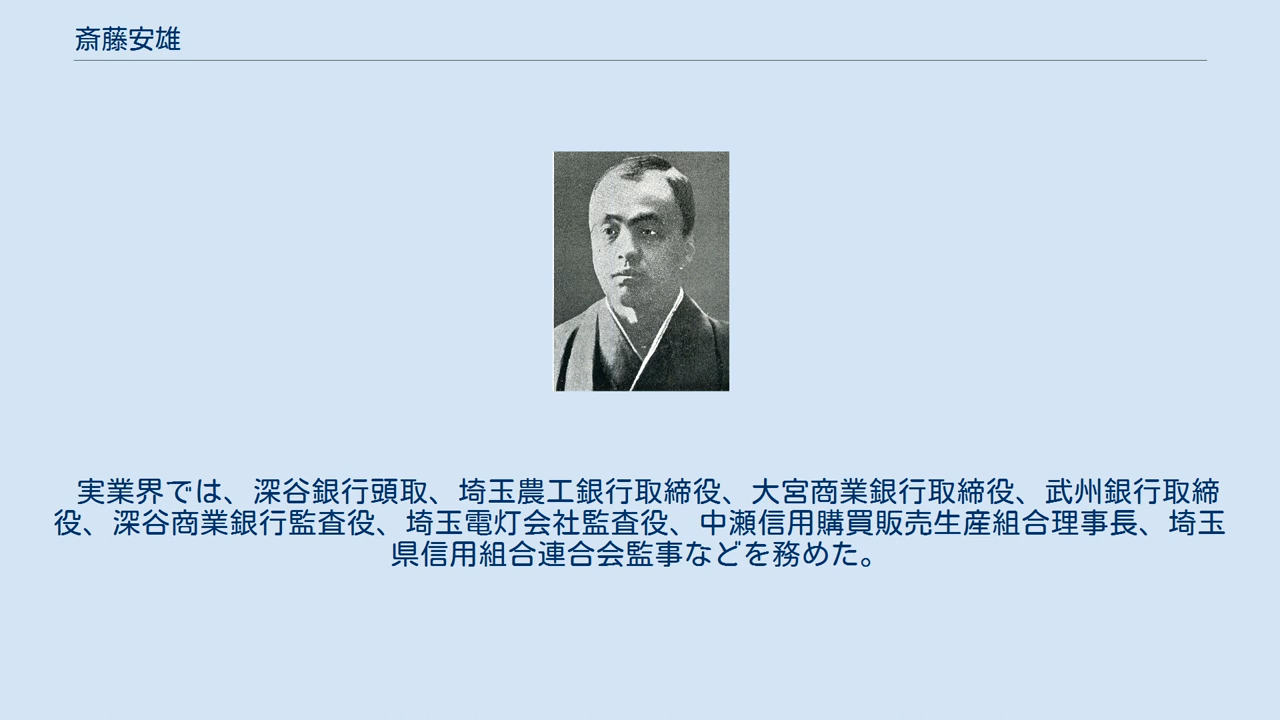 斎藤安雄
実業界では、深谷銀行頭取、埼玉農工銀行取締役、大宮商業銀行取締役、武州銀行取締
役、深谷商業銀行監査役、埼玉電灯会社監査役、中瀬信用購買販売生産組合理事長、埼玉
県信用組合連合会監事などを務めた。